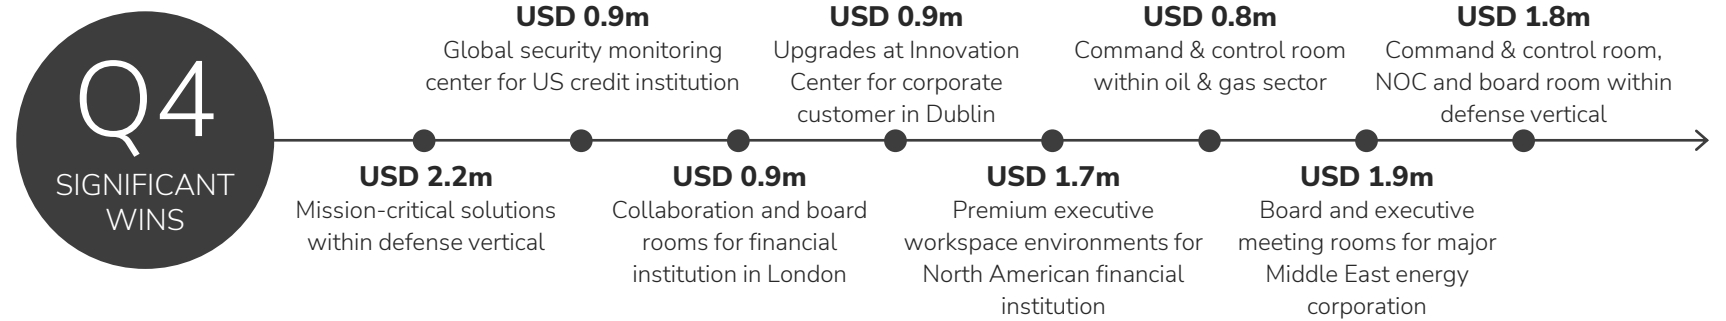 Q4
SIGNIFICANT
WINS
USD 2.2m
Mission-critical solutions
within defense vertical
USD 0.9m
Global security monitoring
center for US credit institution
USD 0.9m
Collaboration and board
rooms for financial
institution in London
USD 0.9m
Upgrades at Innovation
Center for corporate
customer in Dublin
USD 1.7m
Premium executive
workspace environments for
North American financial
institution
USD 0.8m
Command & control room
within oil & gas sector
USD 1.9m
Board and executive
meeting rooms for major
Middle East energy
corporation
USD 1.8m
Command & control room,
NOC and board room within
defense vertical